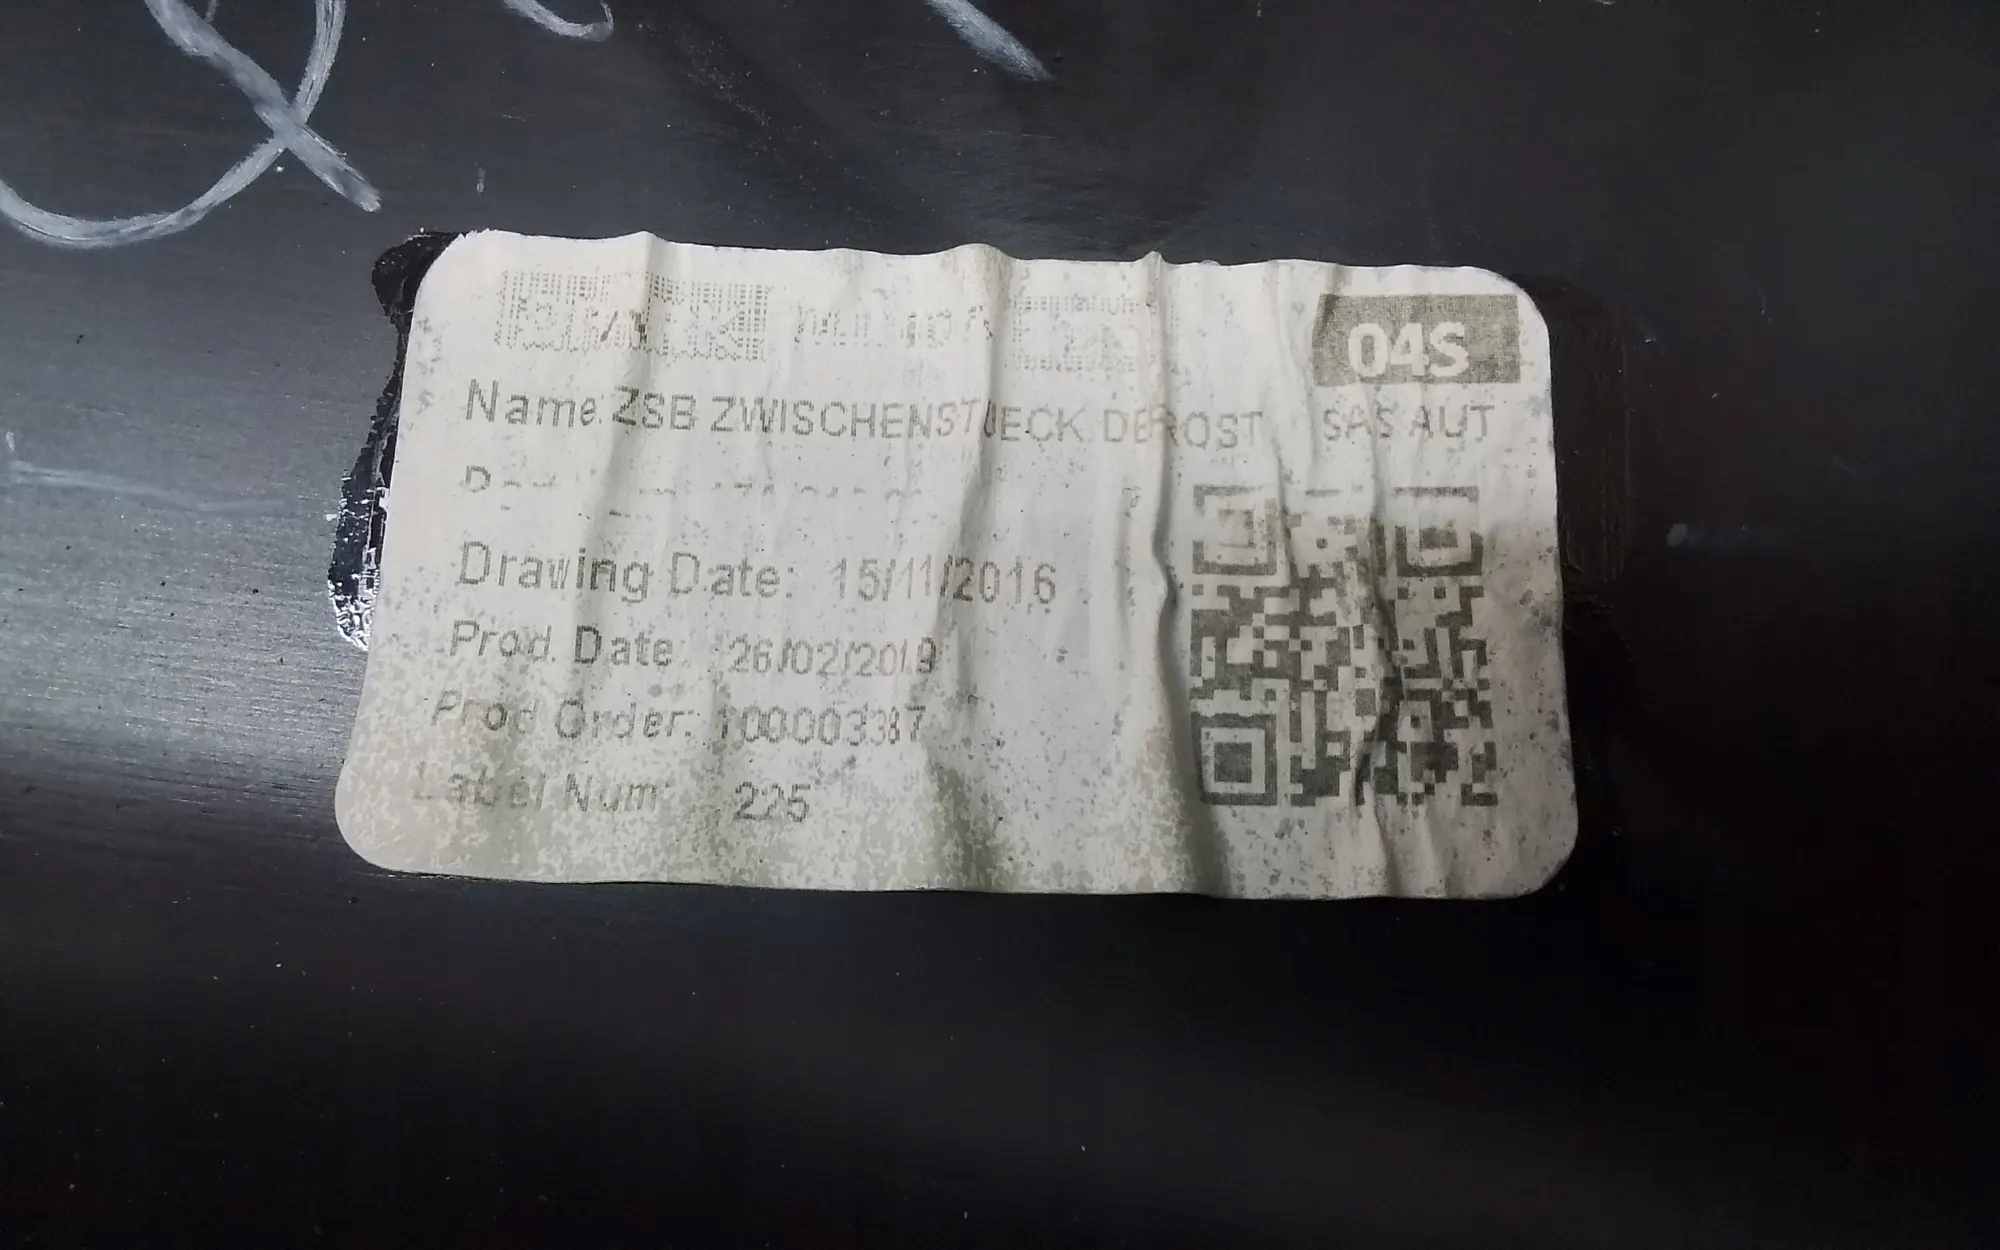 04S
Name: ZSB ZWISCHENSTUECK DEFROST SAS AUT
Drawing Date: 15/11/2016
Prod. Date: 26/02/2019
Prod Order: 100003387
Label Num: 225